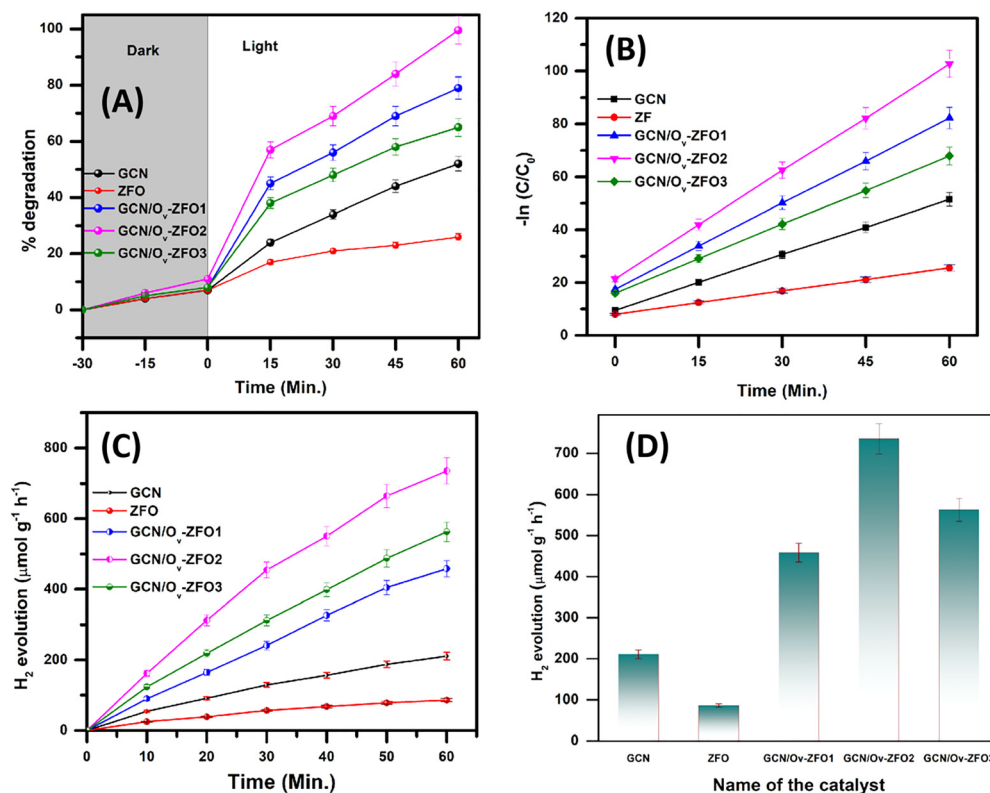 (A)
Dark
Light
% degradation
100
80
60
40
20
0
GCN
ZFO
GCN/Ov-ZFO1
GCN/Ov-ZFO2
GCN/Ov-ZFO3
-30 -15 0 15 30 45 60
Time (Min.)
(B)
-ln (C/C0)
120
100
80
60
40
20
0
GCN
ZF
GCN/Ov-ZFO1
GCN/Ov-ZFO2
GCN/Ov-ZFO3
0 15 30 45 60
Time (Min.)
(C)
H2 evolution (μmol g-1 h-1)
800
600
400
200
0
GCN
ZFO
GCN/Ov-ZFO1
GCN/Ov-ZFO2
GCN/Ov-ZFO3
0 10 20 30 40 50 60
Time (Min.)
(D)
H2 evolution (μmol g-1 h-1)
700
600
500
400
300
200
100
0
GCN ZFO GCN/Ov-ZFO1 GCN/Ov-ZFO2 GCN/Ov-ZFO3
Name of the catalyst